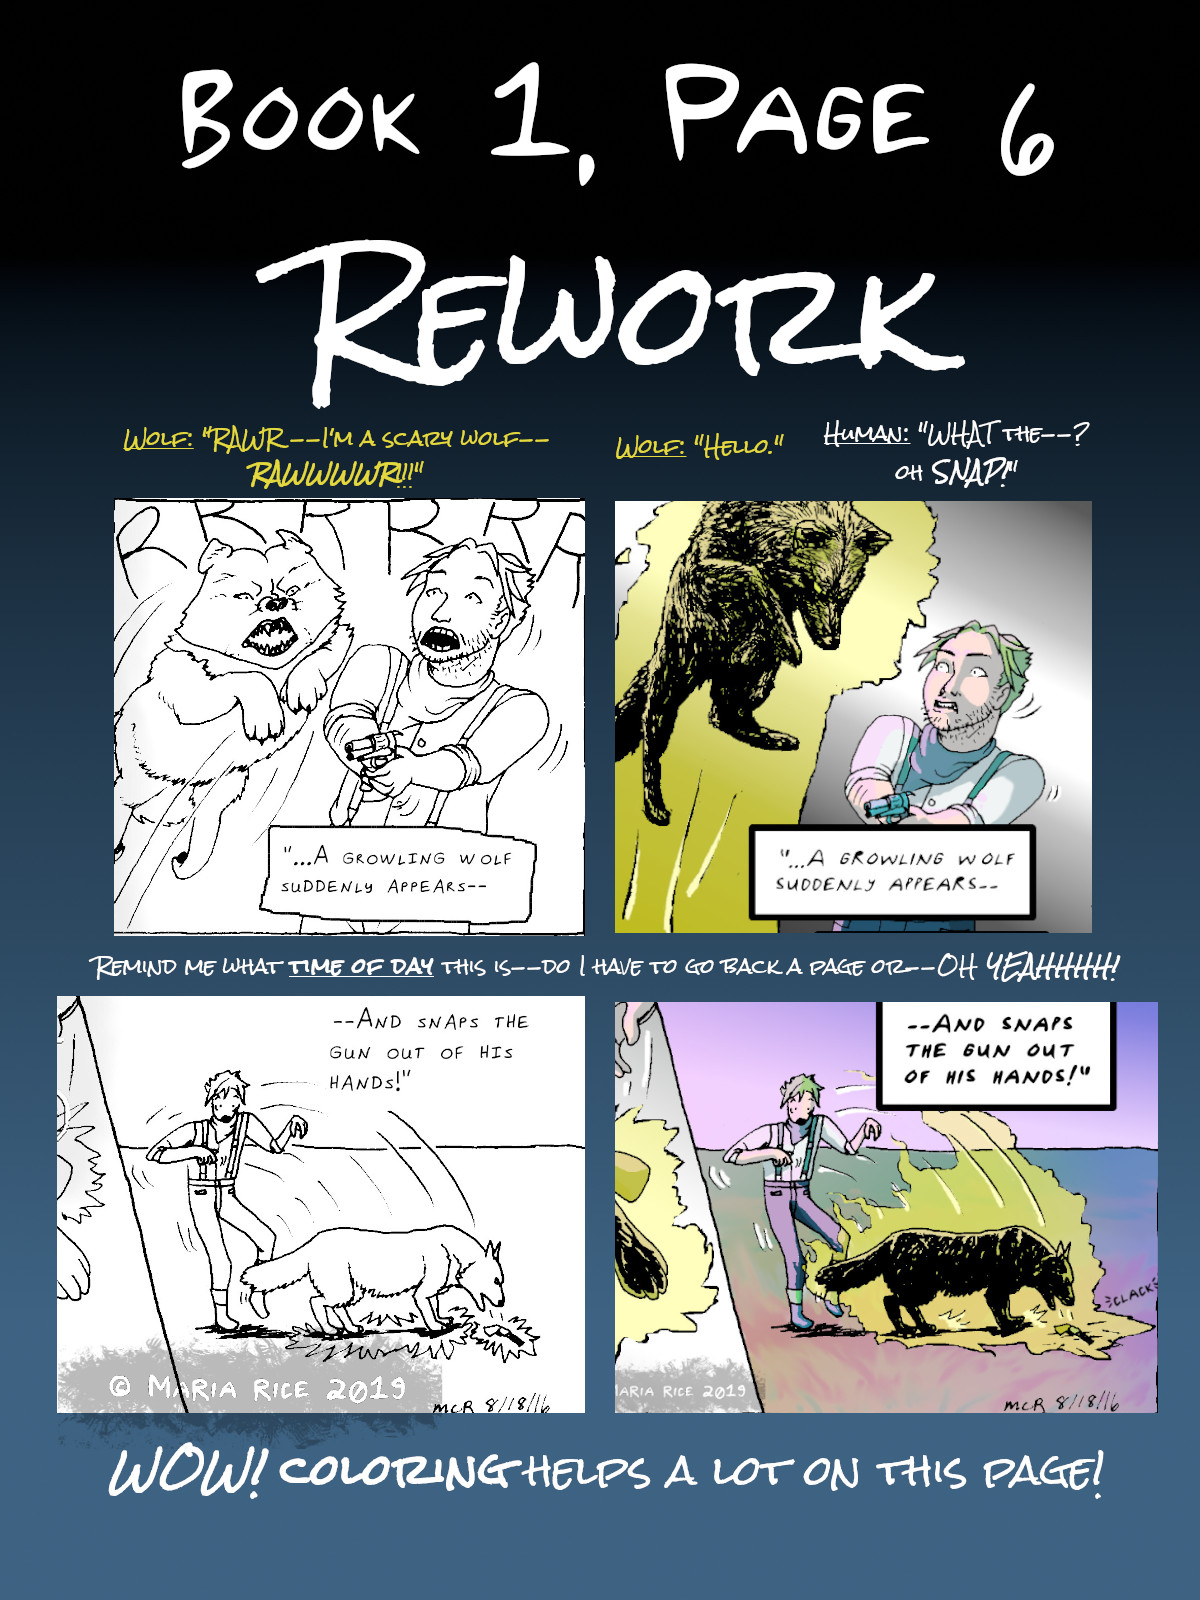 Book 1, Page 6
Rework
Wolf: "RAWR--I'm a scary wolf--
RAWWWWR!!!"
Wolf: "Hello."
Human: "WHAT the--?
oh SNAP!"
"...A growling wolf
suddenly appears--
"...A growling wolf
suddenly appears--
Remind me what time of day this is--do I have to go back a page or--OH YEAHHHHH!
--And snaps the
gun out of his
hands!"
--And snaps
the gun out
of his hands!"
CLACK
© Maria Rice 2019
MCR 8/18/16
aria Rice 2019
MCR 8/18/16
WOW! coloring helps a lot on this page!